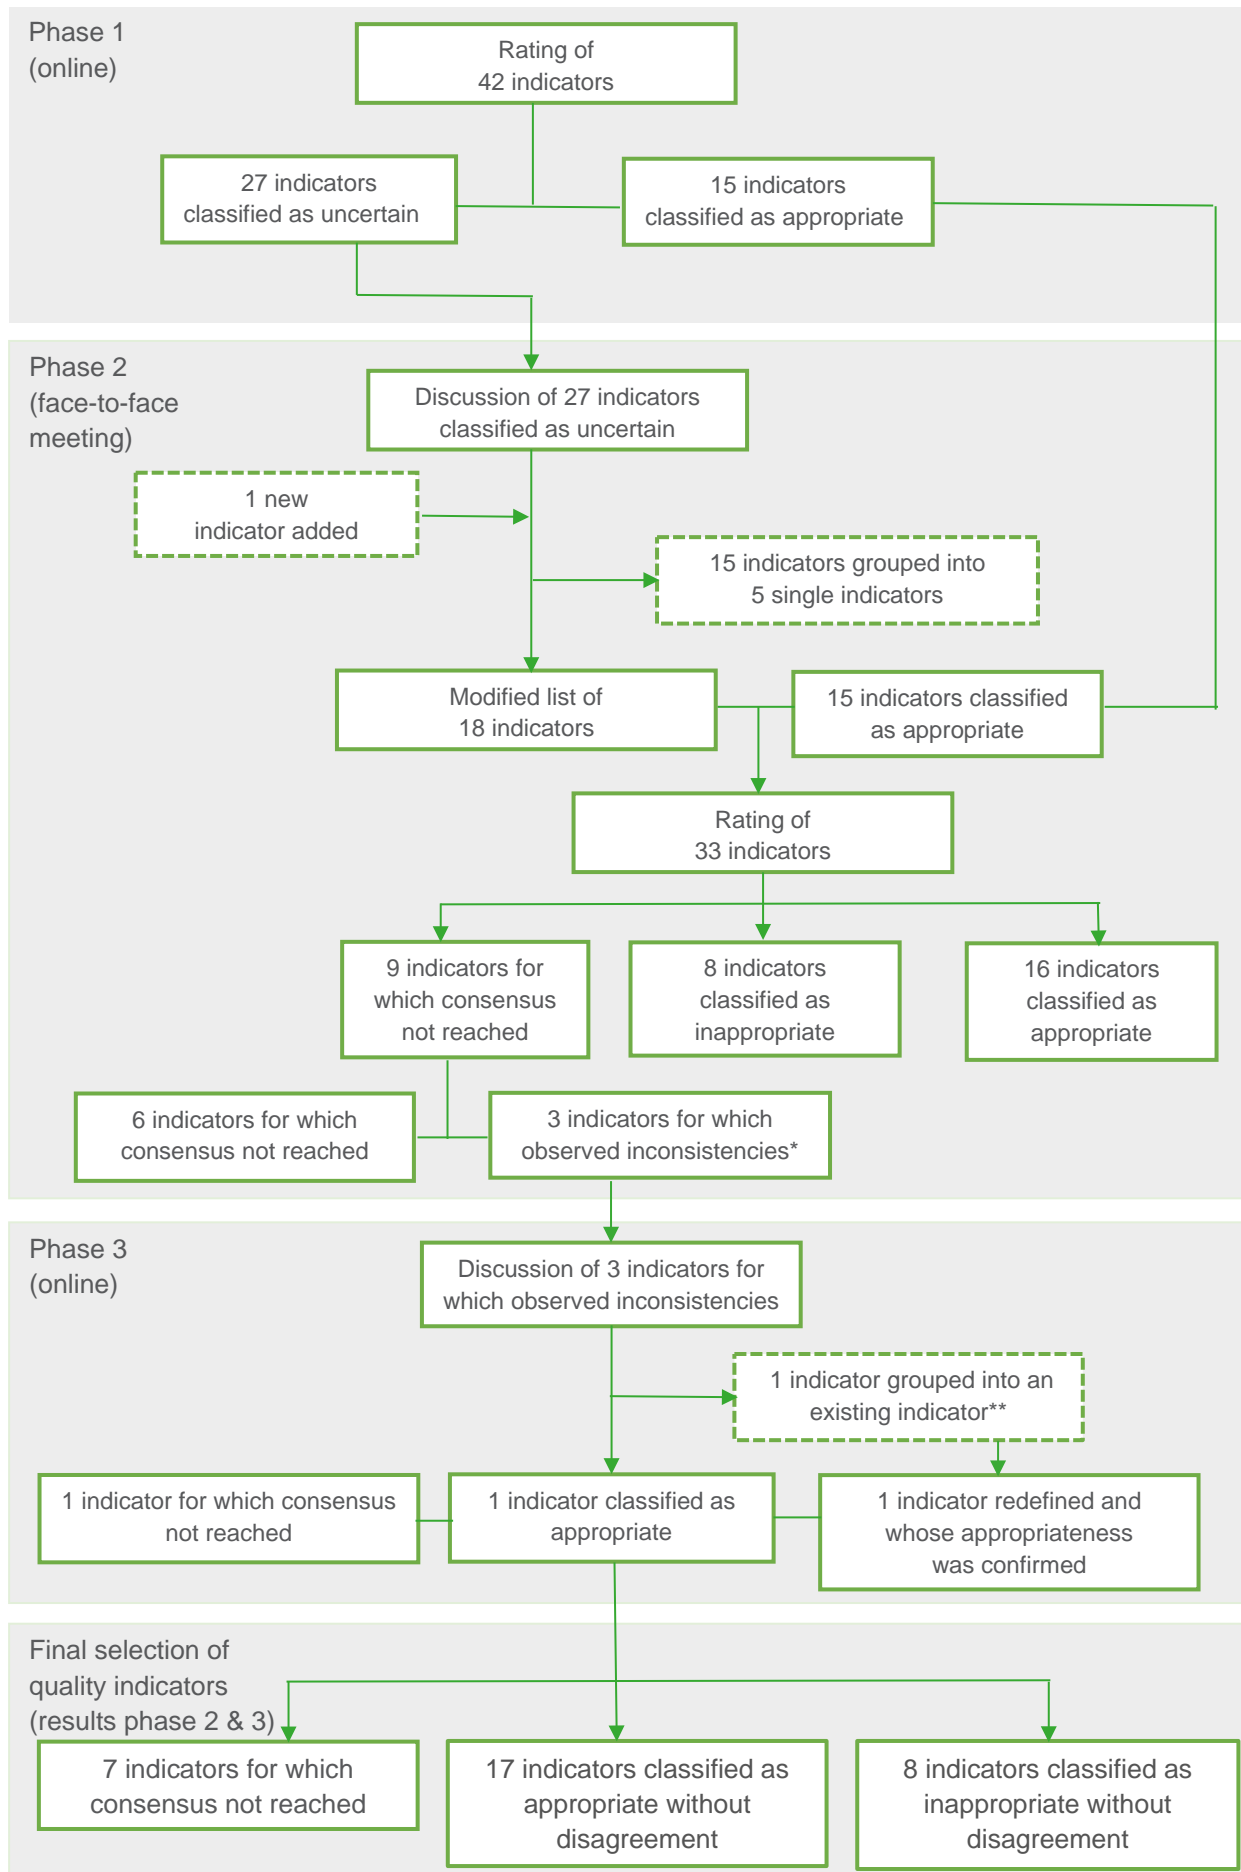 Phase 1
(online)
Rating of
42 indicators
27 indicators
classified as uncertain
15 indicators
classified as appropriate
Phase 2
(face-to-face
meeting)
Discussion of 27 indicators
classified as uncertain
1 new
indicator added
15 indicators grouped into
5 single indicators
Modified list of
18 indicators
15 indicators classified
as appropriate
Rating of
33 indicators
9 indicators for
which consensus
not reached
8 indicators
classified as
inappropriate
16 indicators
classified as
appropriate
6 indicators for which
consensus not reached
3 indicators for which
observed inconsistencies*
Phase 3
(online)
Discussion of 3 indicators for
which observed inconsistencies
1 indicator grouped into an
existing indicator**
1 indicator for which consensus
not reached
1 indicator classified as
appropriate
1 indicator redefined and
whose appropriateness
was confirmed
Final selection of
quality indicators
(results phase 2 & 3)
7 indicators for which
consensus not reached
17 indicators classified as
appropriate without
disagreement
8 indicators classified as
inappropriate without
disagreement